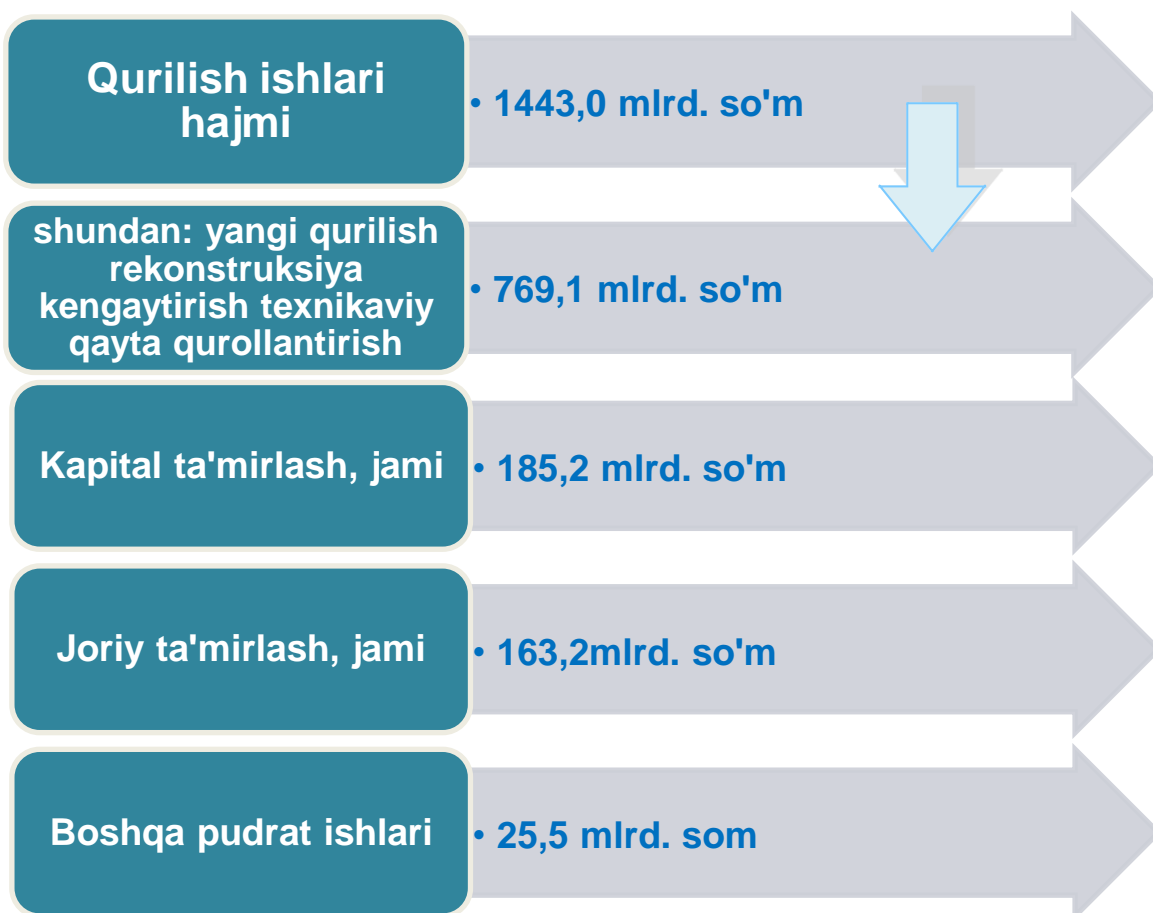 Qurilish ishlari
hajmi
• 1443,0 mlrd. so'm
shundan: yangi qurilish
rekonstruksiya
kengaytirish texnikaviy
qayta qurollantirish
• 769,1 mlrd. so'm
Kapital ta'mirlash, jami
• 185,2 mlrd. so'm
Joriy ta'mirlash, jami
• 163,2mlrd. so'm
Boshqa pudrat ishlari
• 25,5 mlrd. som